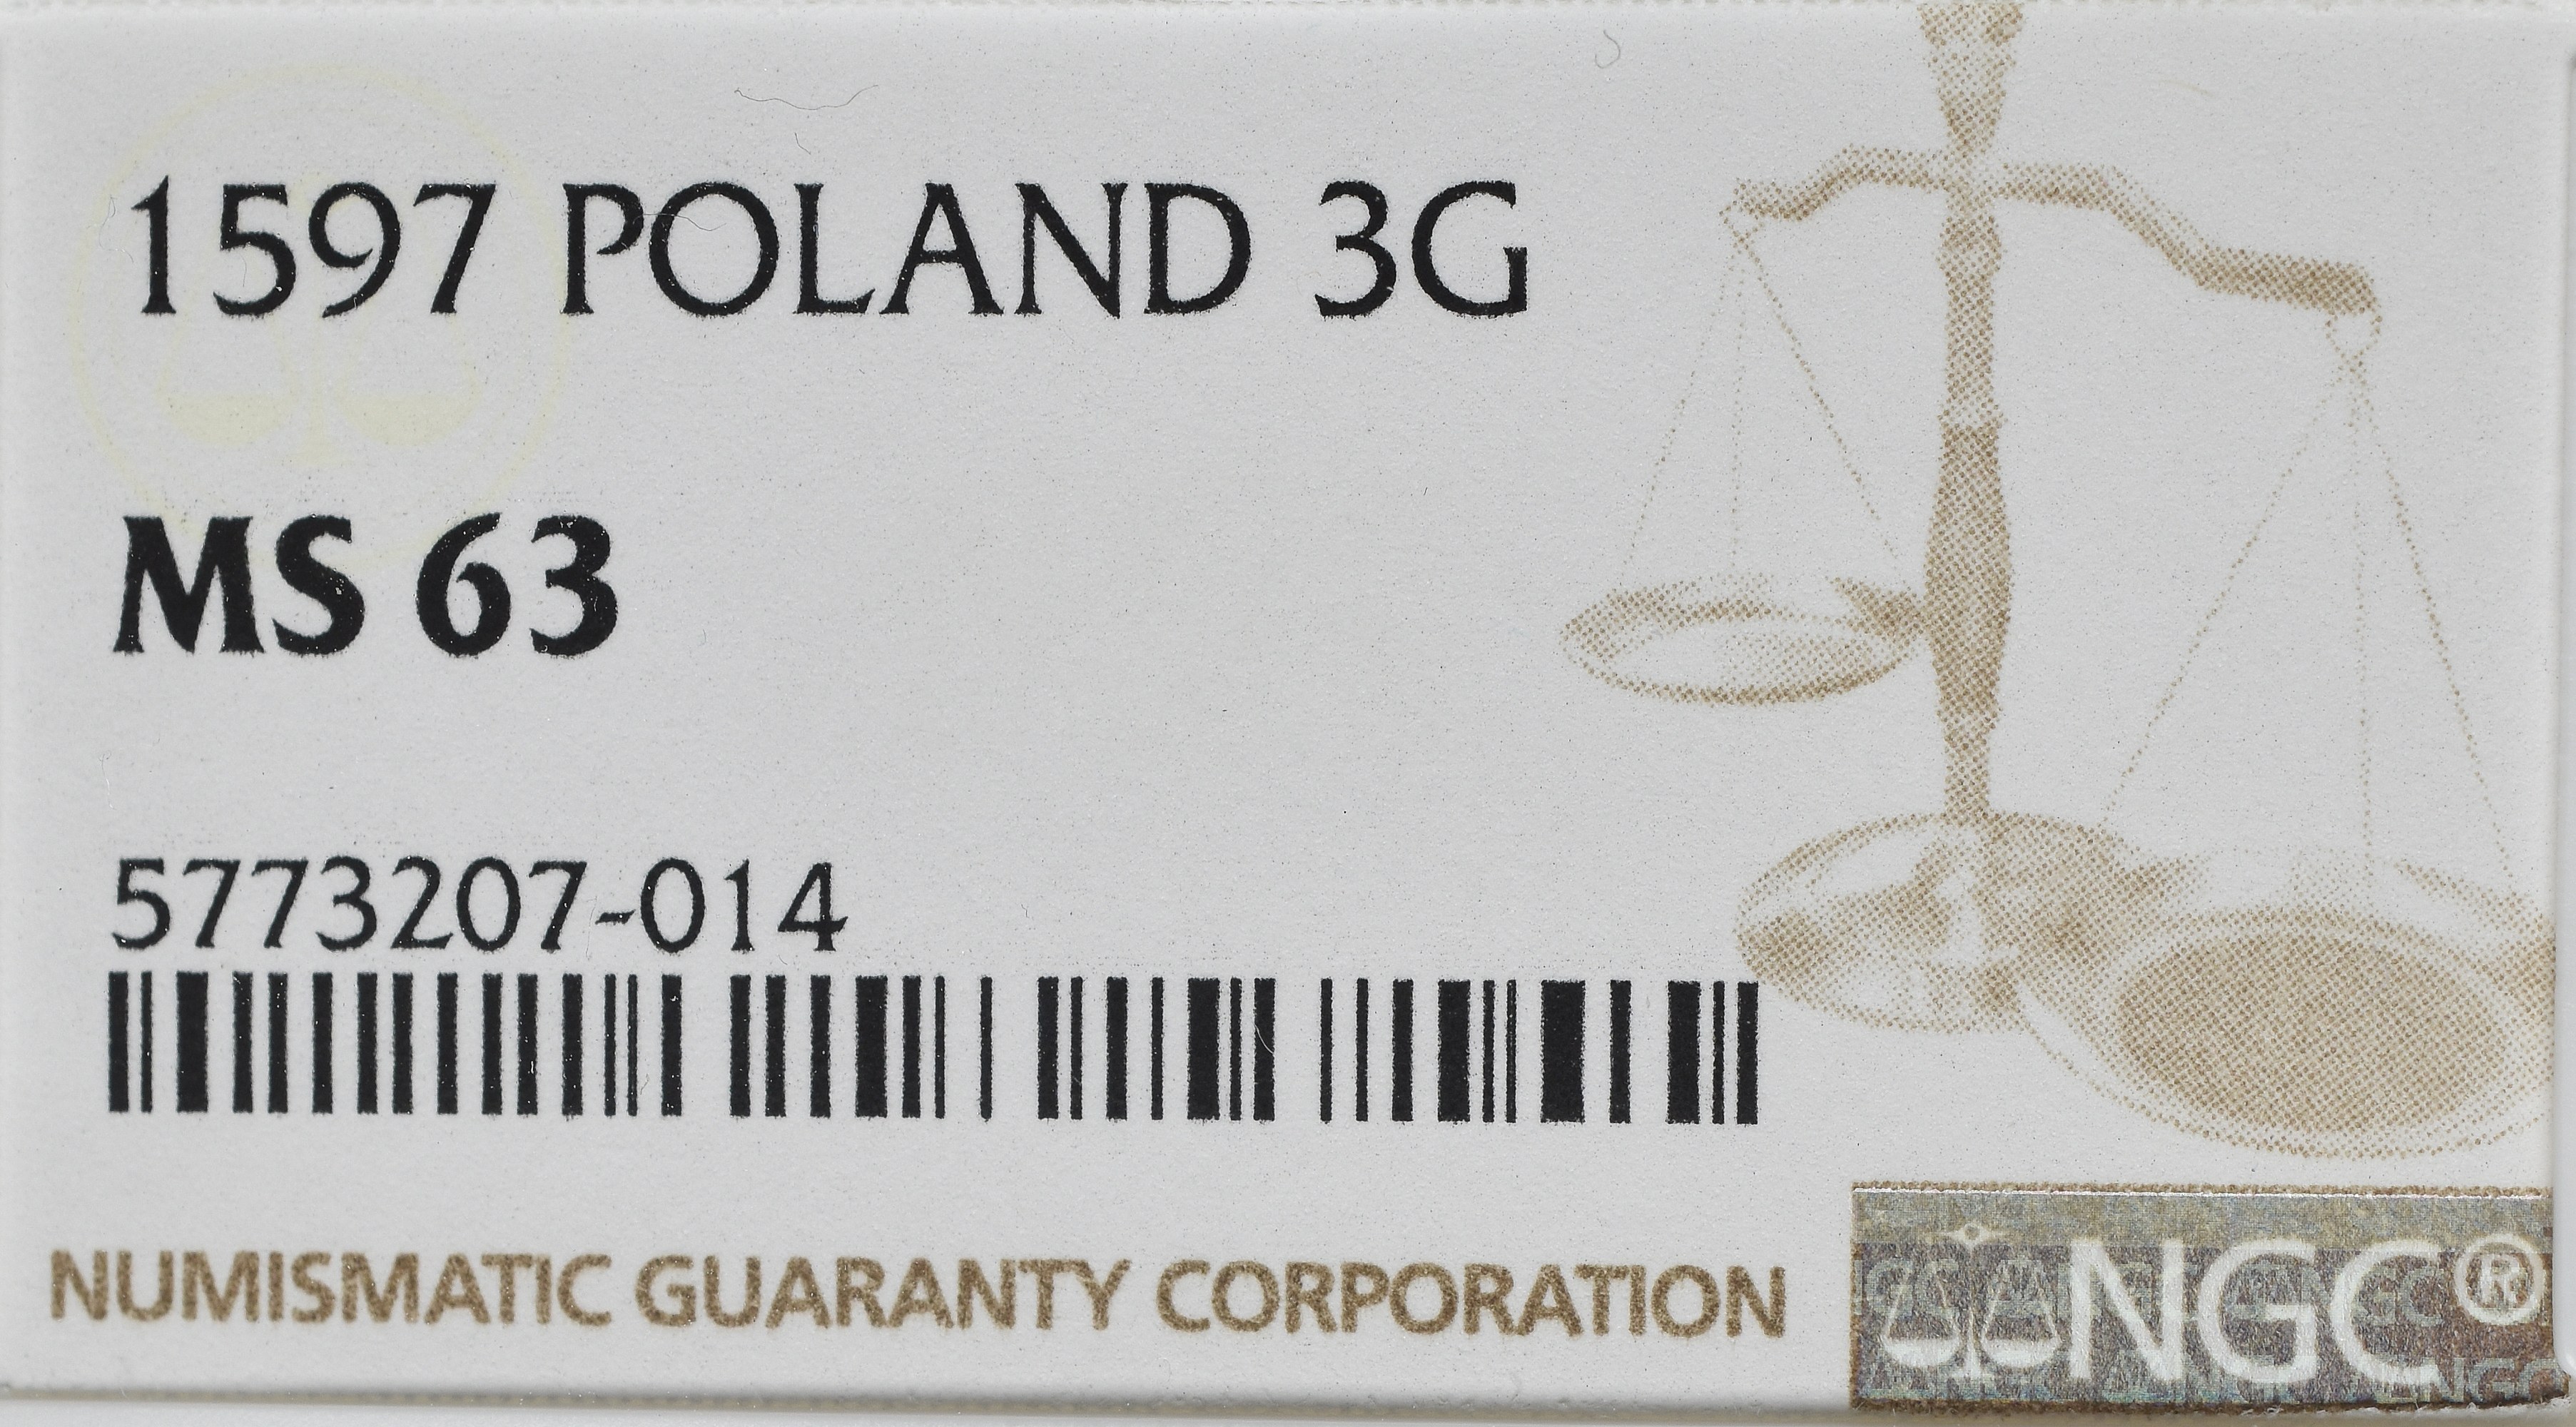 1597 POLAND 3G
MS 63
5773207-014
NUMISMATIC GUARANTY CORPORATION
NGC®